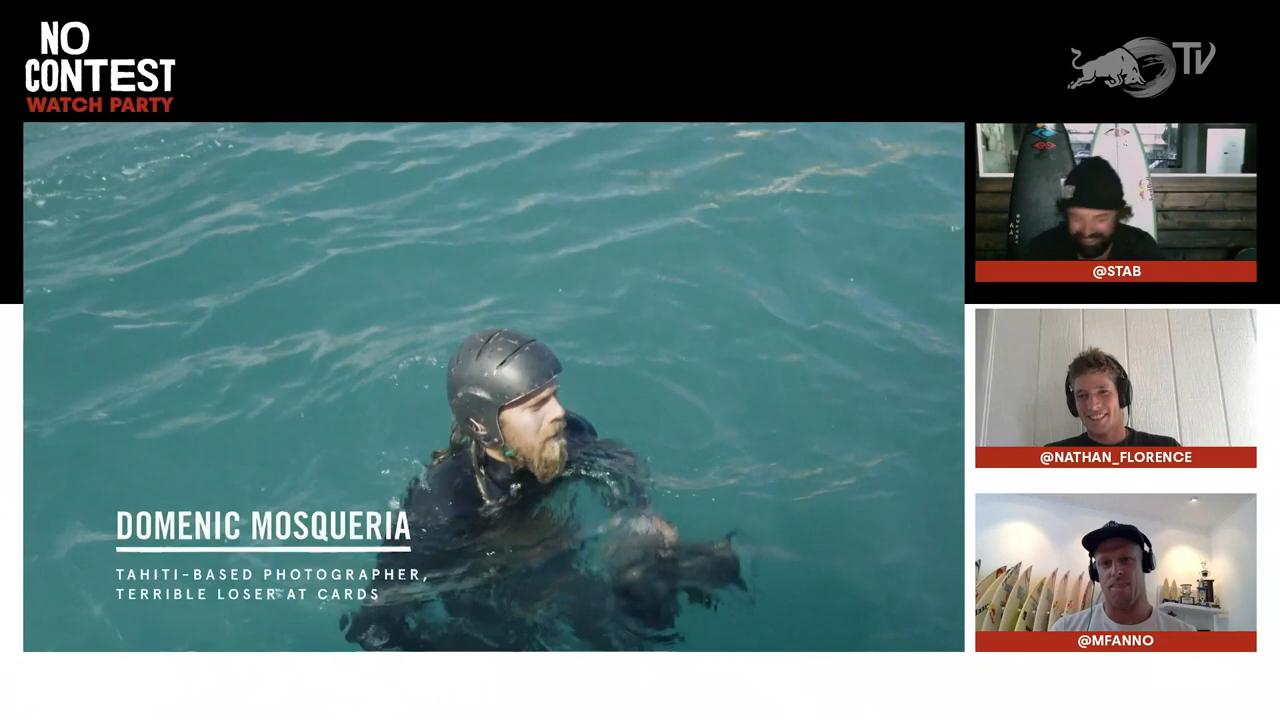 NO
CONTEST
WATCH PARTY
TV
@STAB
@NATHAN_FLORENCE
DOMENIC MOSQUERIA
TAHITI-BASED PHOTOGRAPHER,
TERRIBLE LOSER AT CARDS
@MFANNO